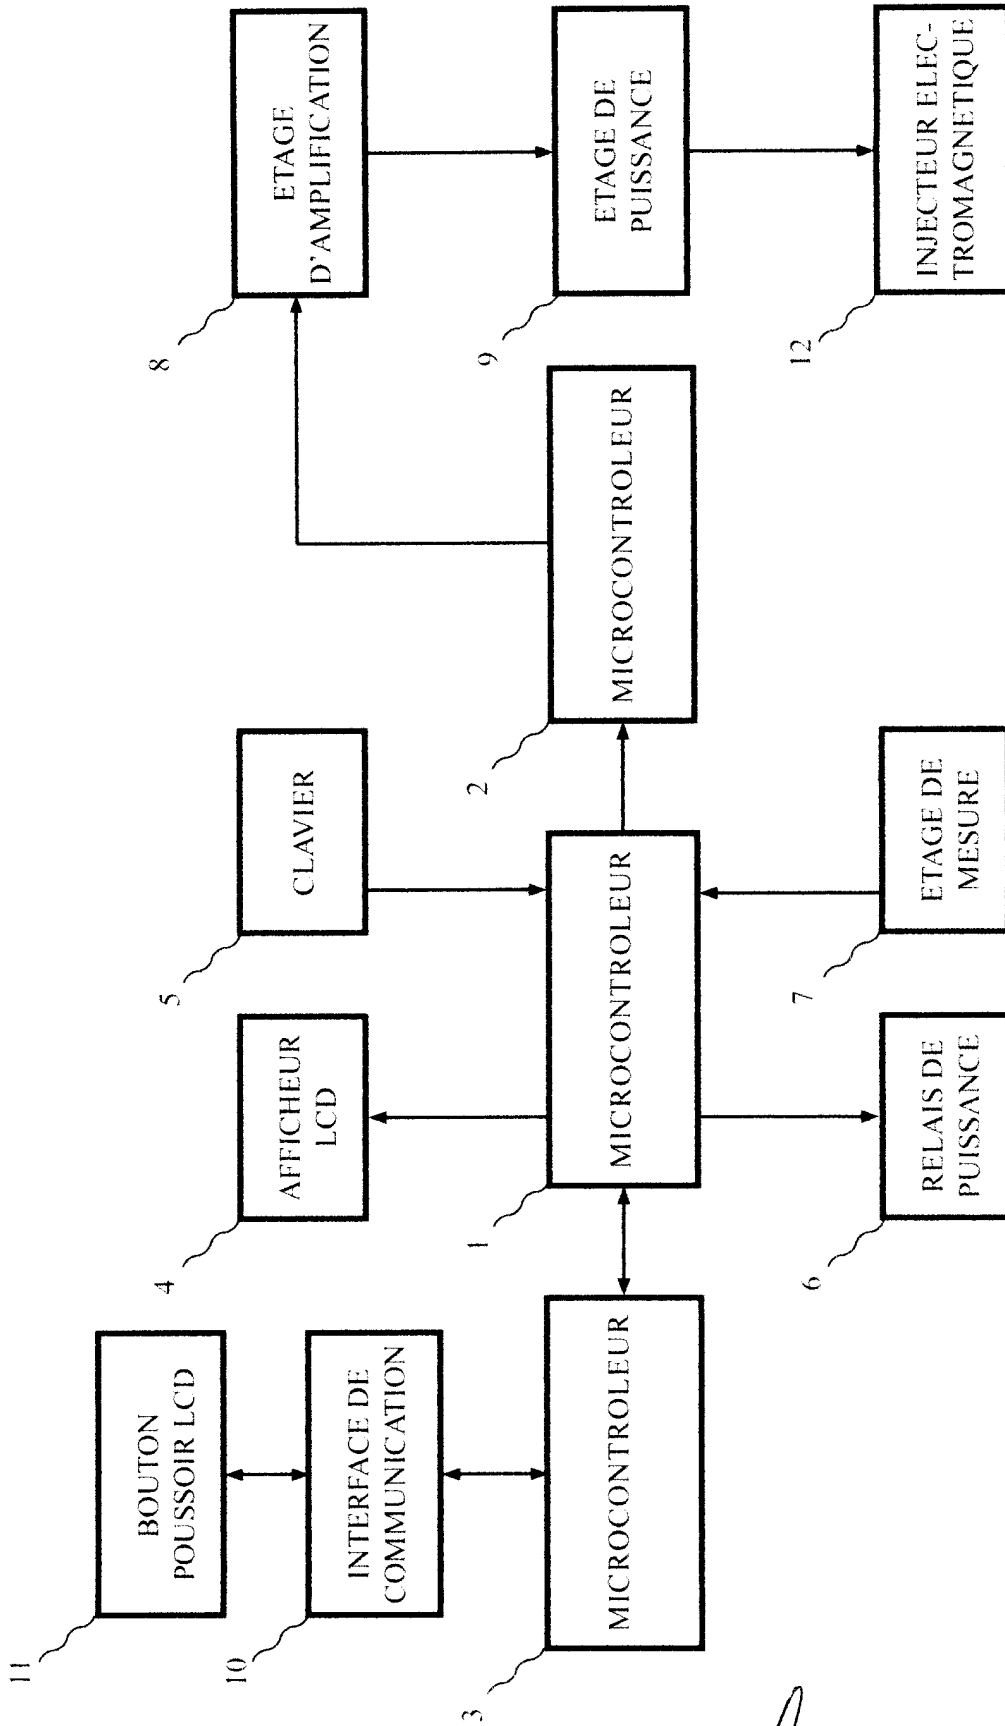 11
BOUTON
POUSSOIR LCD
10
INTERFACE DE
COMMUNICATION
3
MICROCONTROLEUR
4
AFFICHEUR
LCD
5
CLAVIER
1
MICROCONTROLEUR
6
RELAIS DE
PUISSANCE
7
ETAGE DE
MESURE
2
MICROCONTROLEUR
8
ETAGE
D'AMPLIFICATION
9
ETAGE DE
PUISSANCE
12
INJECTEUR ELEC-
TROMAGNETIQUE